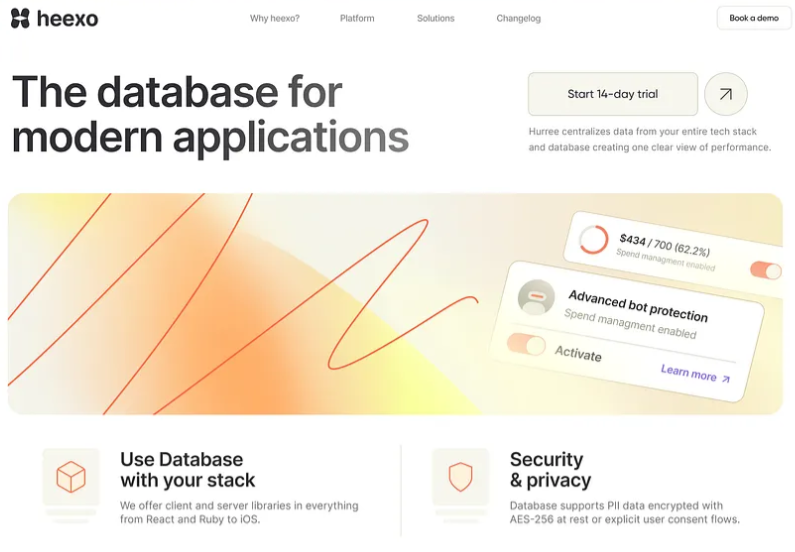 heexo
Why heexo?
Platform
Solutions
Changelog
Book a demo
The database for
modern applications
Start 14-day trial
Hurree centralizes data from your entire tech stack
and database creating one clear view of performance.
$434 / 700 (62.2%)
Spend managment enabled
Advanced bot protection
Spend managment enabled
Activate
Learn more
Use Database
with your stack
We offer client and server libraries in everything
from React and Ruby to iOS.
Security
& privacy
Database supports PII data encrypted with
AES-256 at rest or explicit user consent flows.